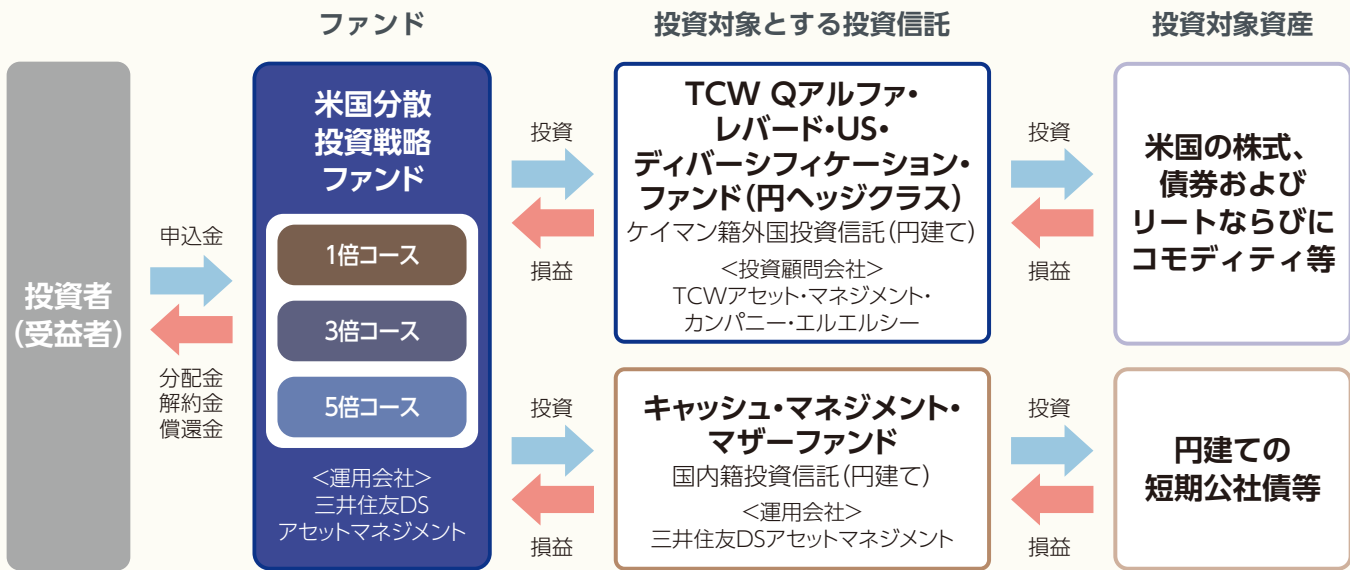 ファンド
投資対象とする投資信託
投資対象資産
投資者
(受益者)
申込金
分配金
解約金
償還金
米国分散
投資戦略
ファンド
1倍コース
3倍コース
5倍コース
<運用会社>
三井住友DS
アセットマネジメント
投資
損益
TCW Qアルファ・
レバード・US・
ディバーシフィケーション・
ファンド(円ヘッジクラス)
ケイマン籍外国投資信託(円建て)
<投資顧問会社>
TCWアセット・マネジメント・
カンパニー・エルエルシー
投資
損益
米国の株式、
債券および
リートならびに
コモディティ等
投資
損益
キャッシュ・マネジメント・
マザーファンド
国内籍投資信託(円建て)
<運用会社>
三井住友DSアセットマネジメント
投資
損益
円建ての
短期公社債等